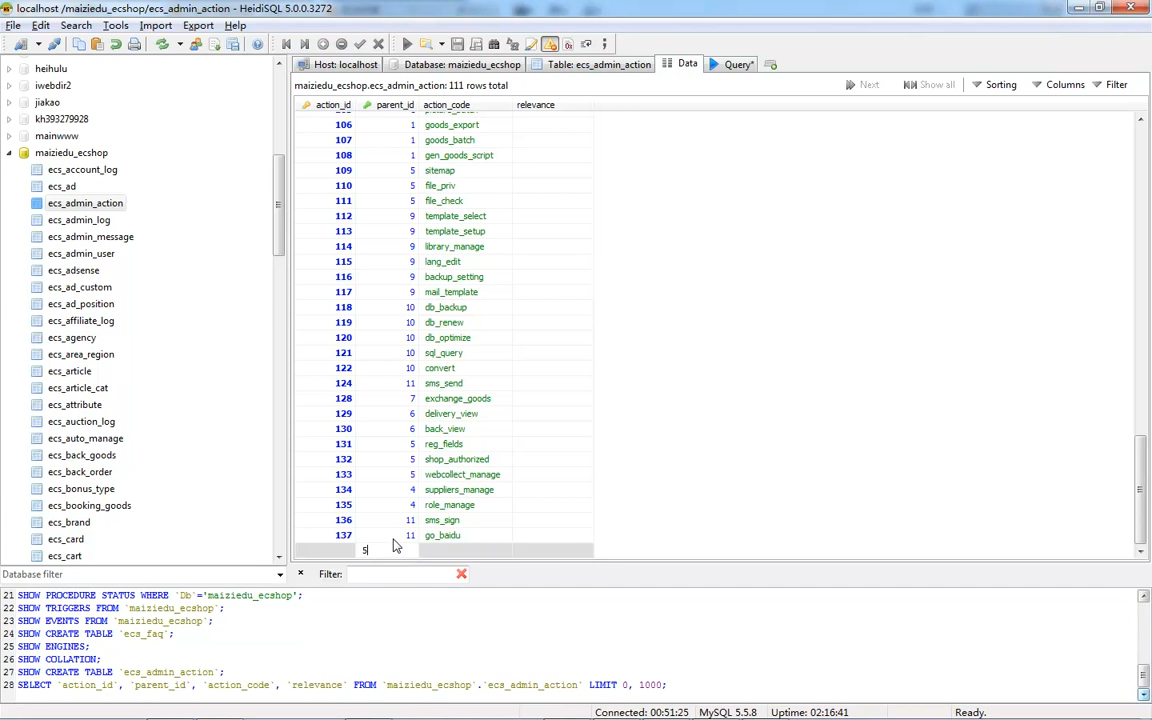 localhost /maiziedu_ecshop/ecs_admin_action - HeidiSQL 5.0.0.3272
File Edit Search Tools Import Export Help
Host: localhost Database: maiziedu_ecshop Table: ecs_admin_action Data Query*
maiziedu_ecshop.ecs_admin_action: 111 rows total Next Show all Sorting Columns Filter
heihulu
iwebdir2
jiakao
kh393279928
mainwww
maiziedu_ecshop
ecs_account_log
ecs_ad
ecs_admin_action
ecs_admin_log
ecs_admin_message
ecs_admin_user
ecs_adsense
ecs_ad_custom
ecs_ad_position
ecs_affiliate_log
ecs_agency
ecs_area_region
ecs_article
ecs_article_cat
ecs_attribute
ecs_auction_log
ecs_auto_manage
ecs_back_goods
ecs_back_order
ecs_bonus_type
ecs_booking_goods
ecs_brand
ecs_card
ecs_cart
action_id parent_id action_code relevance
106 1 goods_export
107 1 goods_batch
108 1 gen_goods_script
109 5 sitemap
110 5 file_priv
111 5 file_check
112 9 template_select
113 9 template_setup
114 9 library_manage
115 9 lang_edit
116 9 backup_setting
117 9 mail_template
118 10 db_backup
119 10 db_renew
120 10 db_optimize
121 10 sql_query
122 10 convert
124 11 sms_send
128 7 exchange_goods
129 6 delivery_view
130 6 back_view
131 5 reg_fields
132 5 shop_authorized
133 5 webcollect_manage
134 4 suppliers_manage
135 4 role_manage
136 11 sms_sign
137 11 go_baidu
5
Database filter Filter:
21 SHOW PROCEDURE STATUS WHERE `Db`='maiziedu_ecshop';
22 SHOW TRIGGERS FROM `maiziedu_ecshop`;
23 SHOW EVENTS FROM `maiziedu_ecshop`;
24 SHOW CREATE TABLE `ecs_faq`;
25 SHOW ENGINES;
26 SHOW COLLATION;
27 SHOW CREATE TABLE `ecs_admin_action`;
28 SELECT `action_id`, `parent_id`, `action_code`, `relevance` FROM `maiziedu_ecshop`.`ecs_admin_action` LIMIT 0, 1000;
Connected: 00:51:25 MySQL 5.5.8 Uptime: 02:16:41 Ready.